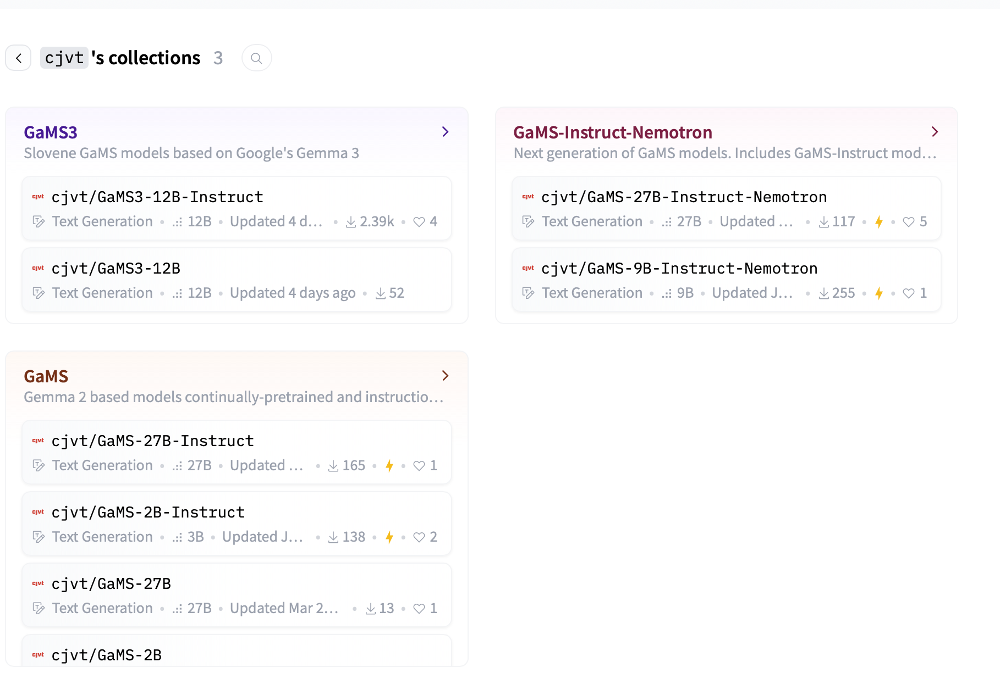 cjvt 's collections 3
GaMS3
Slovene GaMS models based on Google's Gemma 3
cjvt cjvt/GaMS3-12B-Instruct
Text Generation • 12B • Updated 4 d... • 2.39k • 4
cjvt cjvt/GaMS3-12B
Text Generation • 12B • Updated 4 days ago • 52
GaMS-Instruct-Nemotron
Next generation of GaMS models. Includes GaMS-Instruct mod...
cjvt cjvt/GaMS-27B-Instruct-Nemotron
Text Generation • 27B • Updated ... • 117 • • 5
cjvt cjvt/GaMS-9B-Instruct-Nemotron
Text Generation • 9B • Updated J... • 255 • • 1
GaMS
Gemma 2 based models continually-pretrained and instructio...
cjvt cjvt/GaMS-27B-Instruct
Text Generation • 27B • Updated ... • 165 • • 1
cjvt cjvt/GaMS-2B-Instruct
Text Generation • 3B • Updated J... • 138 • • 2
cjvt cjvt/GaMS-27B
Text Generation • 27B • Updated Mar 2... • 13 • 1
cjvt cjvt/GaMS-2B